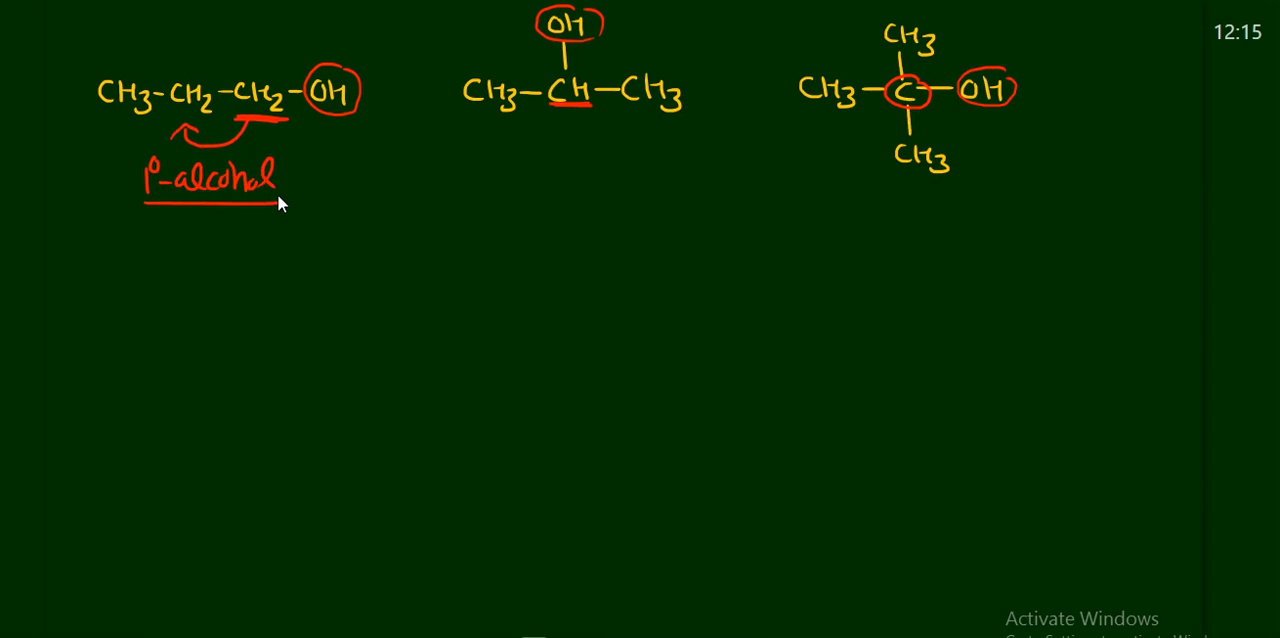 OH
CH3-CH2-CH2-OH
CH3-CH-CH3
CH3
CH3-C-OH
CH3
1°-alcohol
12:15
Activate Windows